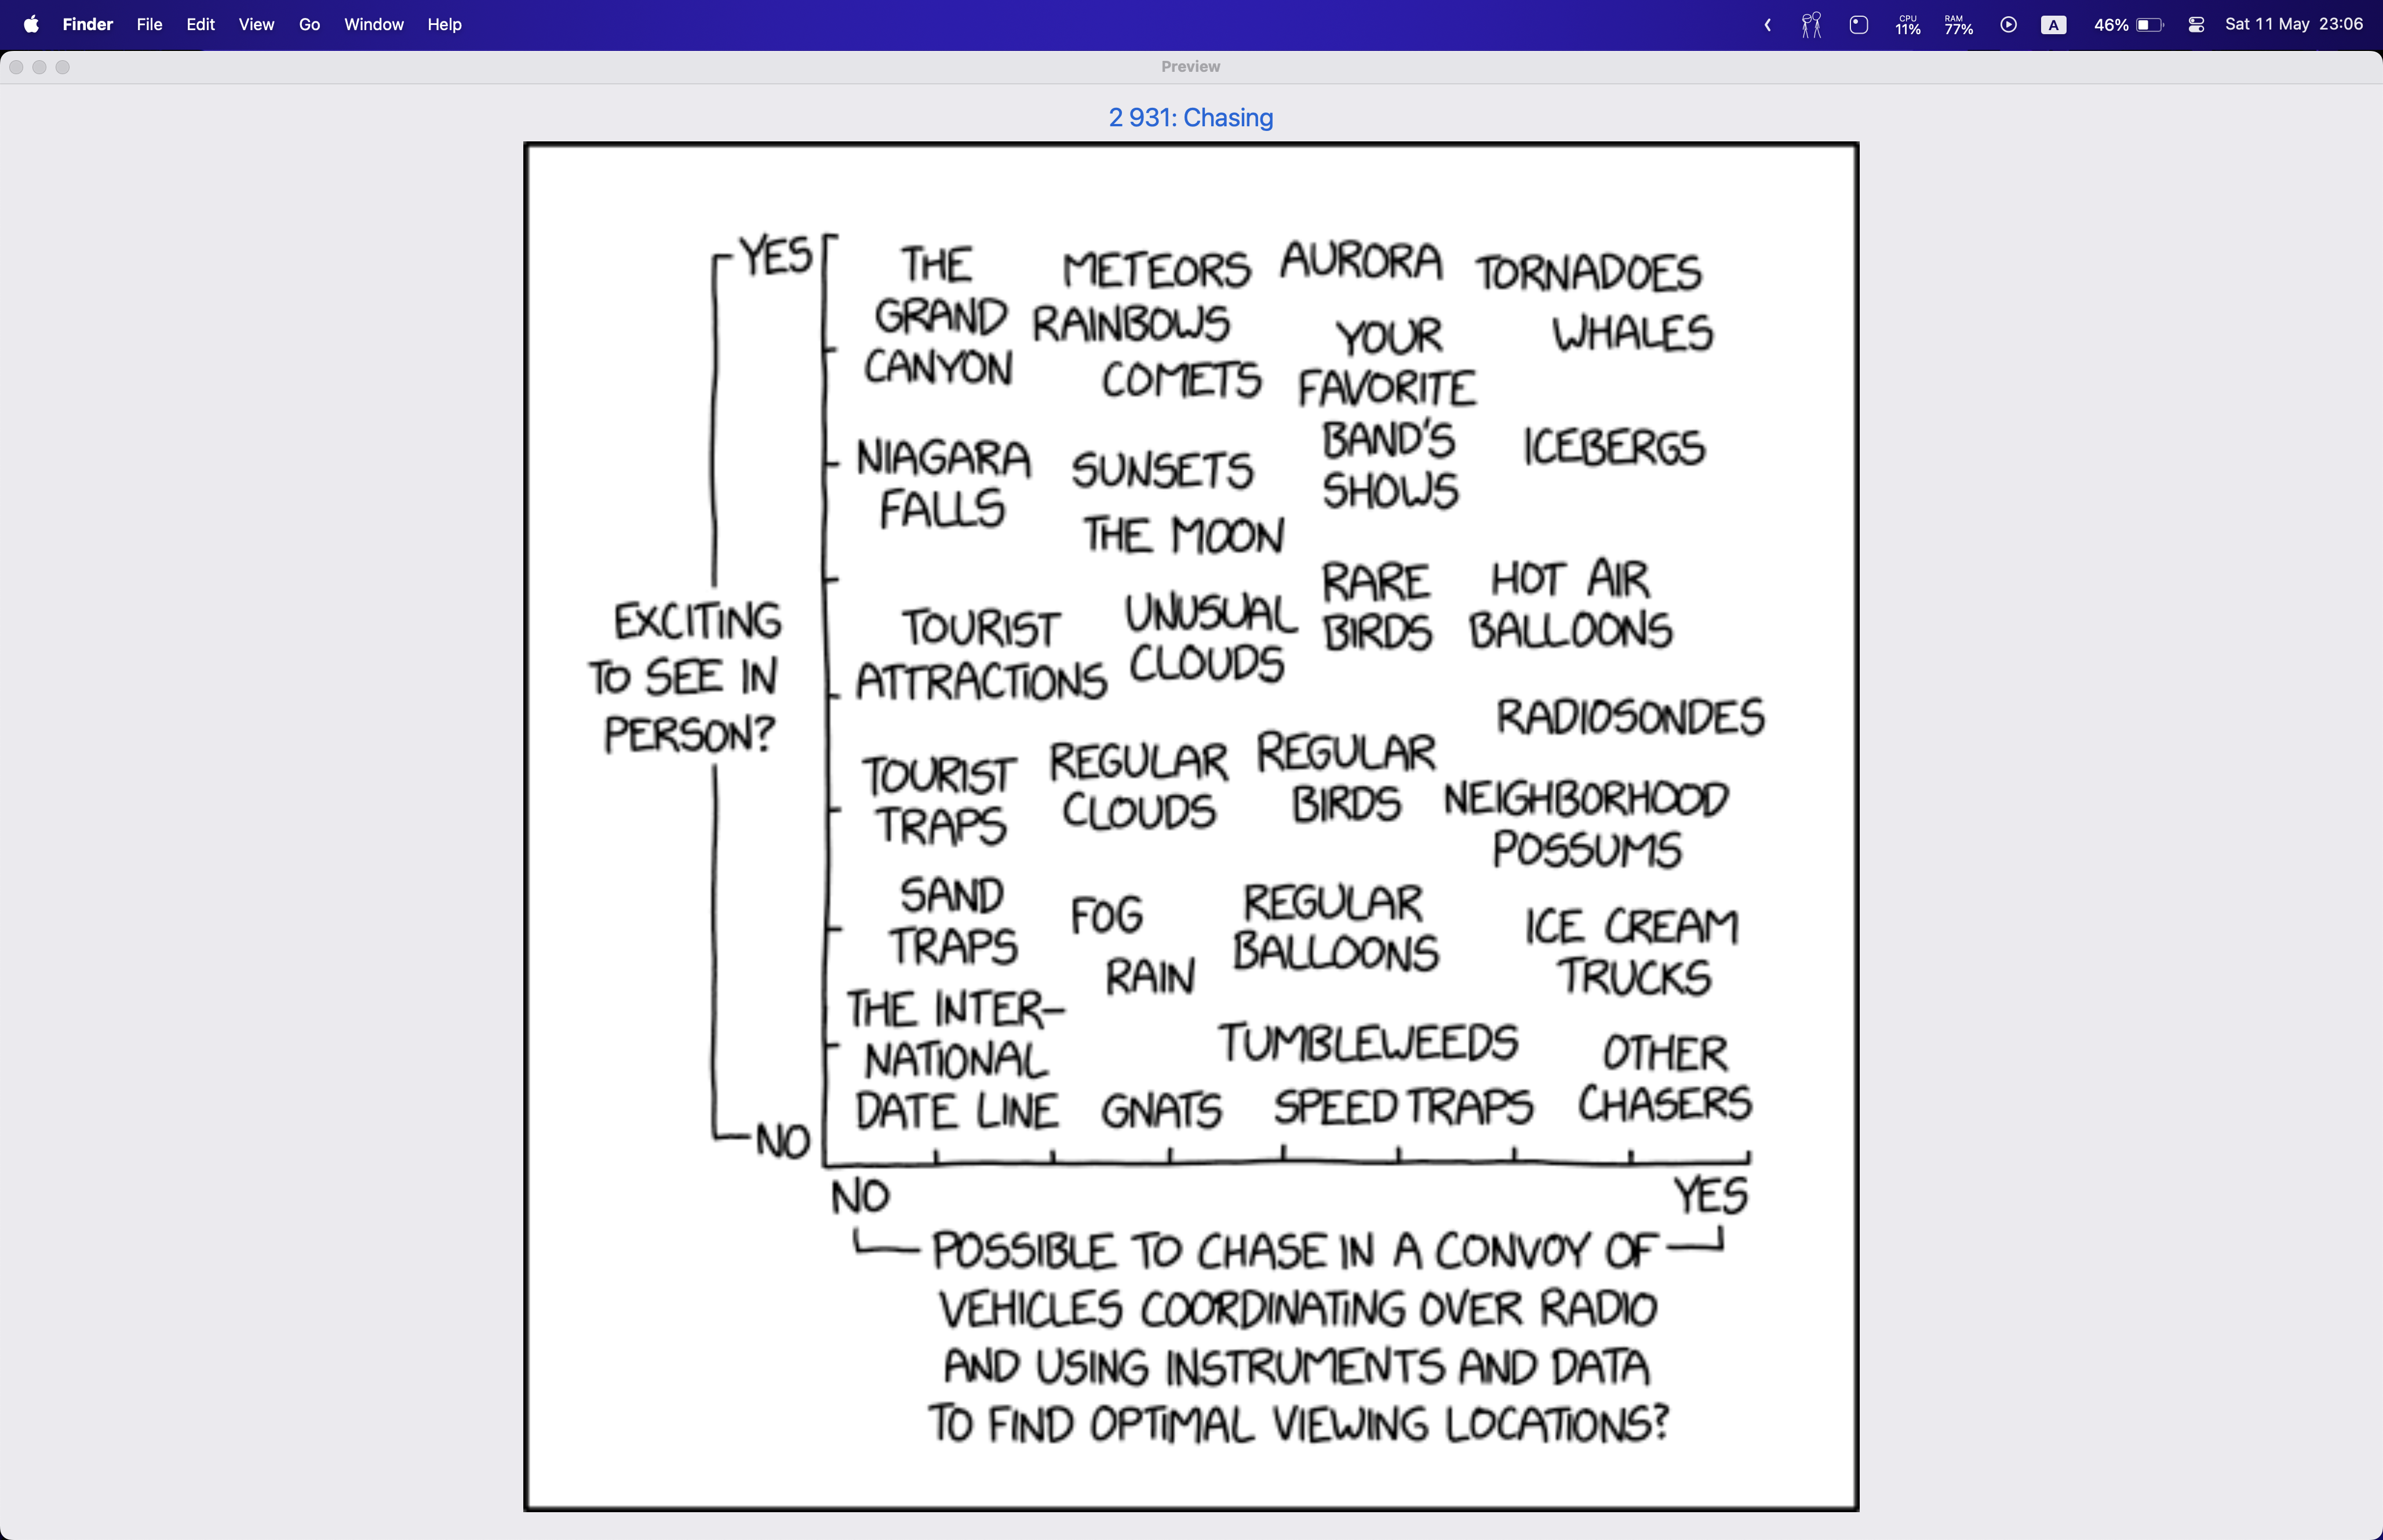 Finder File Edit View Go Window Help CPU 11% RAM 77% A 46% Sat 11 May 23:06
Preview
2 931: Chasing
YES
THE GRAND CANYON
METEORS
AURORA
TORNADOES
RAINBOWS
YOUR FAVORITE BAND'S SHOWS
WHALES
COMETS
NIAGARA FALLS
SUNSETS
ICEBERGS
THE MOON
EXCITING
TO SEE IN
PERSON?
TOURIST
ATTRACTIONS
UNUSUAL
CLOUDS
RARE
BIRDS
HOT AIR
BALLOONS
RADIOSONDES
TOURIST
TRAPS
REGULAR
CLOUDS
REGULAR
BIRDS
NEIGHBORHOOD
POSSUMS
SAND
TRAPS
FOG
RAIN
REGULAR
BALLOONS
ICE CREAM
TRUCKS
THE INTER-
NATIONAL
DATE LINE
TUMBLEWEEDS
OTHER
CHASERS
GNATS
SPEED TRAPS
NO
NO
YES
POSSIBLE TO CHASE IN A CONVOY OF
VEHICLES COORDINATING OVER RADIO
AND USING INSTRUMENTS AND DATA
TO FIND OPTIMAL VIEWING LOCATIONS?